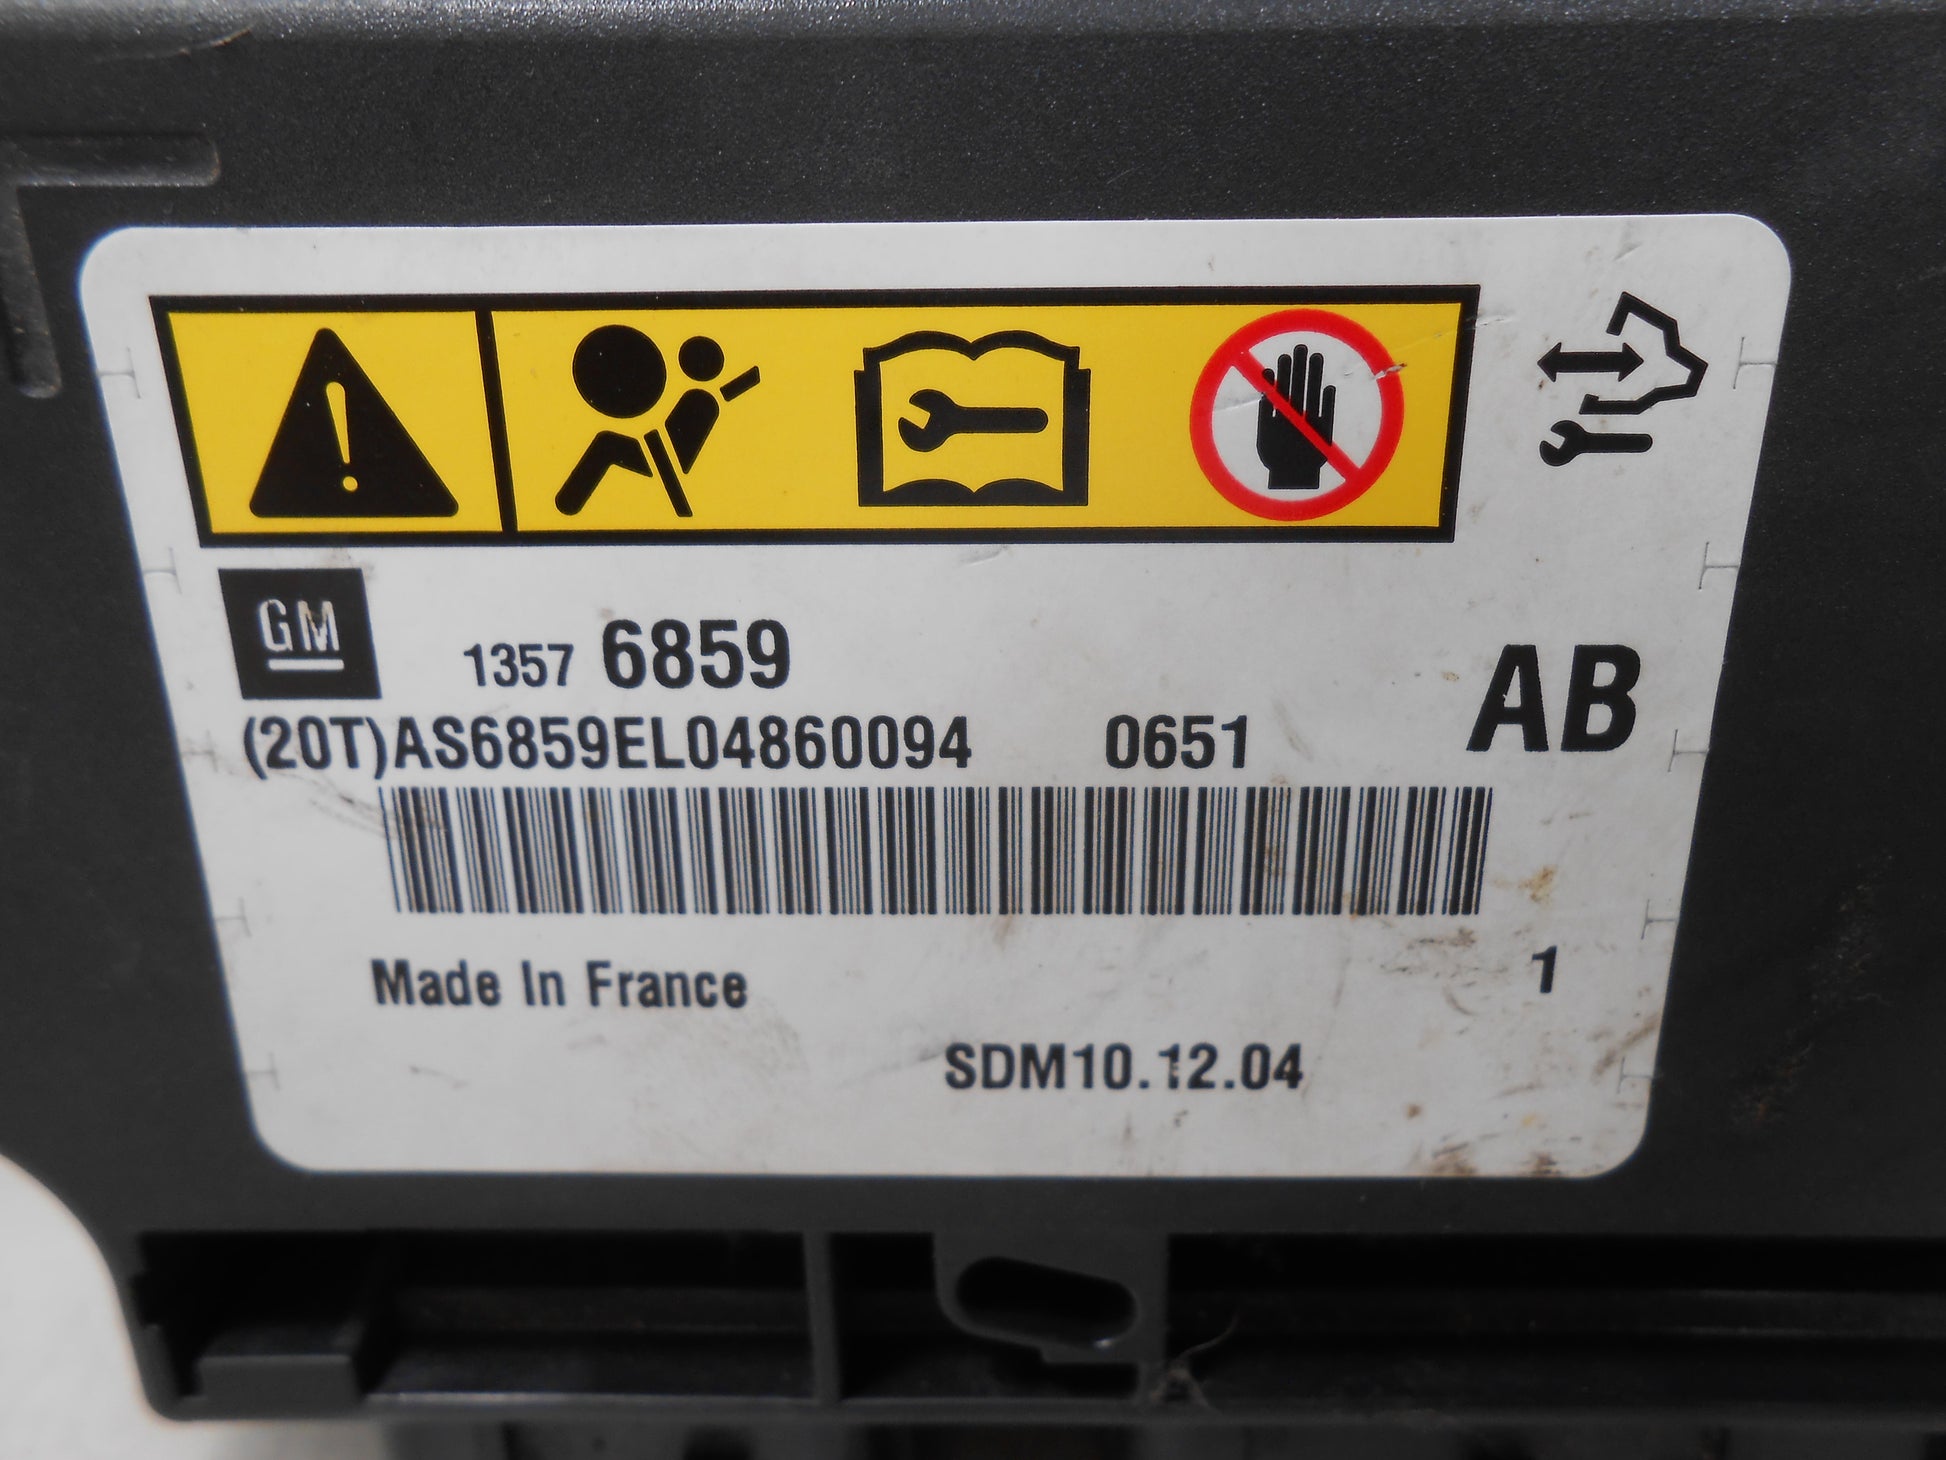 GM
1357 6859
AB
(20T)AS6859EL04860094 0651
Made In France
1
SDM10.12.04